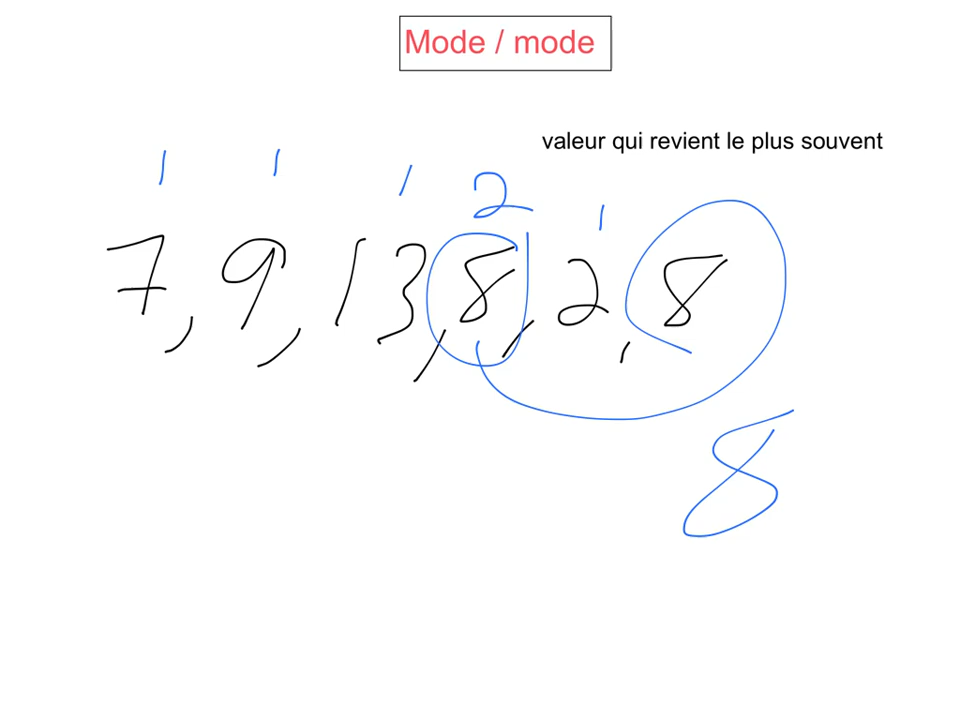 Mode / mode
valeur qui revient le plus souvent
1 1 1 2 1
7, 9, 13, 8, 2, 8
8